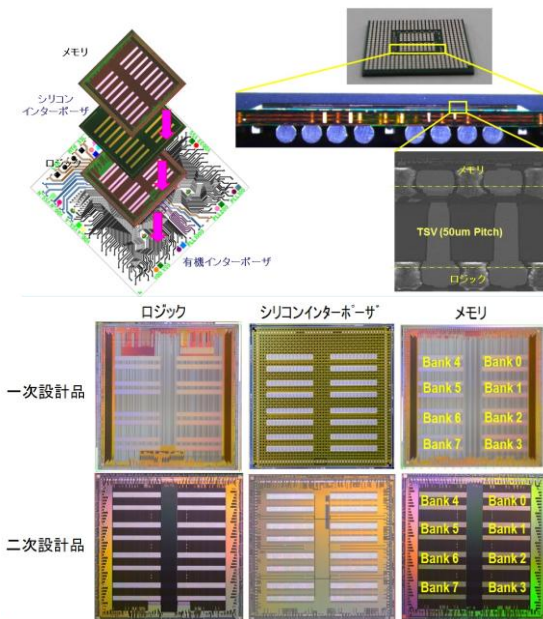 メモリ
シリコン
インターポーザ
ロジック
有機インターポーザ
メモリ
TSV (50um Pitch)
ロジック
ロジック シリコンインターポーザ メモリ
一次設計品
Bank 4 Bank 0
Bank 5 Bank 1
Bank 6 Bank 2
Bank 7 Bank 3
二次設計品
Bank 4 Bank 0
Bank 5 Bank 1
Bank 6 Bank 2
Bank 7 Bank 3